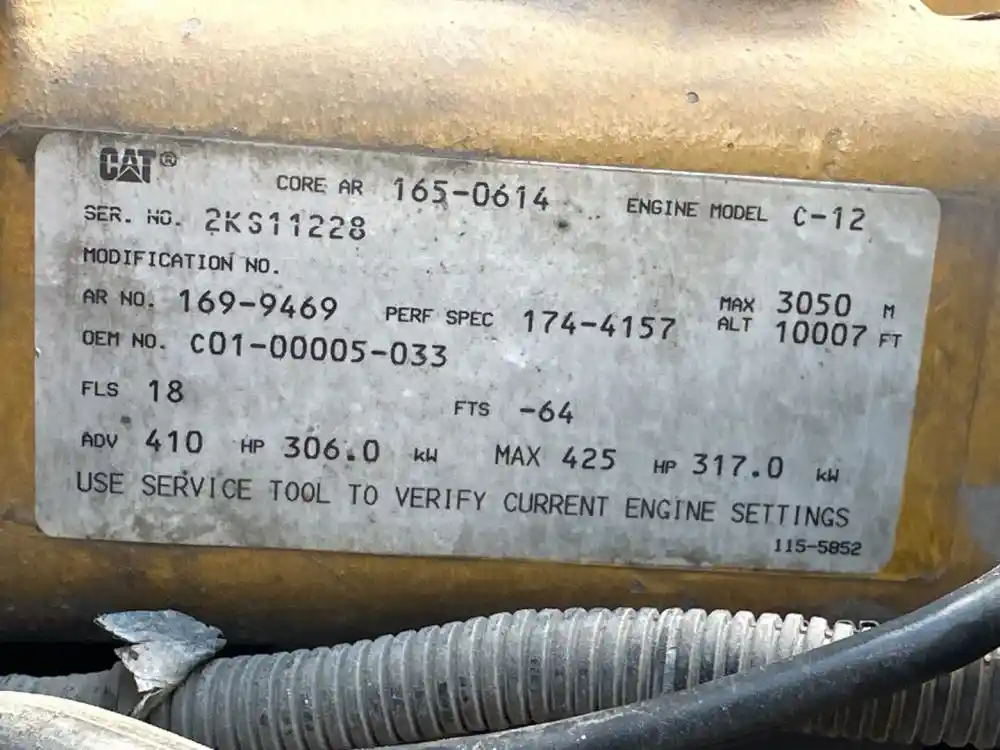 CAT®
CORE AR 165-0614 ENGINE MODEL C-12
SER. NO. 2KS11228
MODIFICATION NO.
AR NO. 169-9469 PERF SPEC 174-4157 MAX ALT 3050 M 10007 FT
OEM NO. C01-00005-033
FLS 18 FTS -64
ADV 410 HP 306.0 kW MAX 425 HP 317.0 kW
USE SERVICE TOOL TO VERIFY CURRENT ENGINE SETTINGS
115-5852